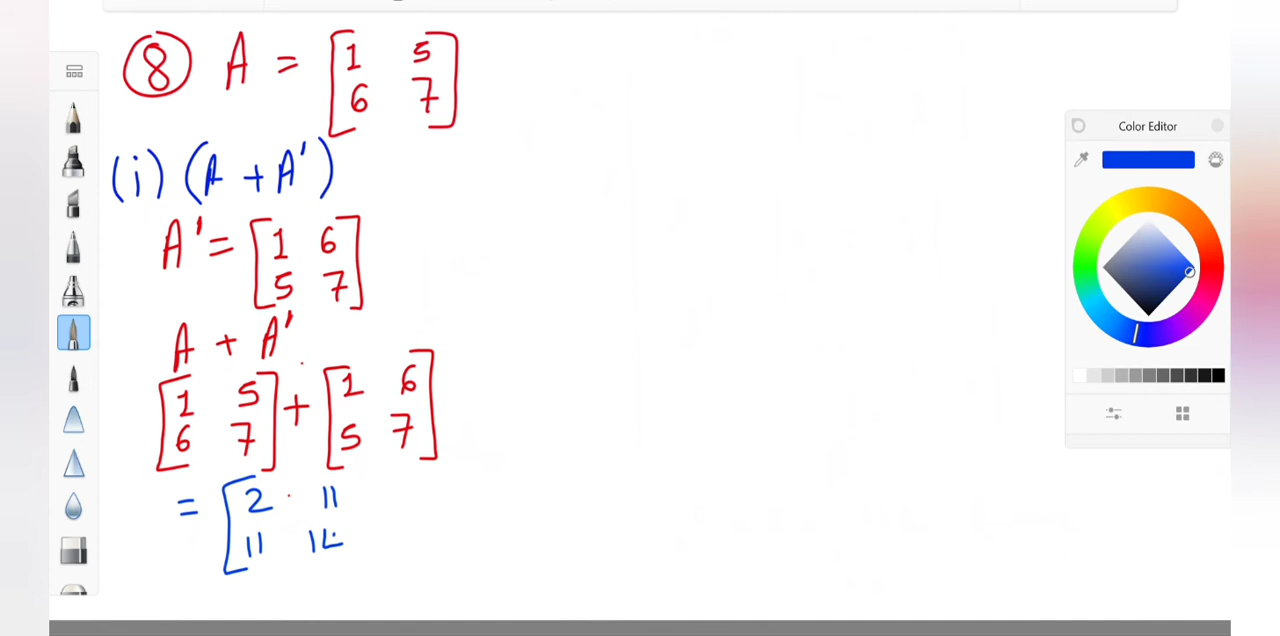 ⑧ A = [1 5
6 7]
(i) (A + A')
A' = [1 6
5 7]
A + A'
[1 5 + [1 6
6 7] 5 7]
= [2 11
11 14
Color Editor